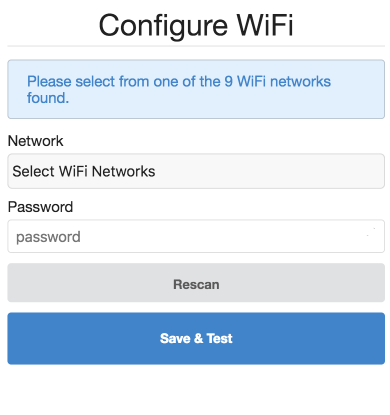 Configure WiFi
Please select from one of the 9 WiFi networks
found.
Network
Select WiFi Networks
Password
password
Rescan
Save & Test